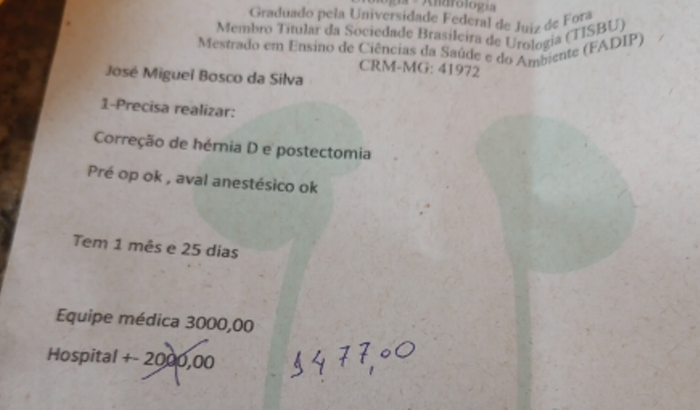 Urologia - Andrologia
Graduado pela Universidade Federal de Juiz de Fora
Membro Titular da Sociedade Brasileira de Urologia (TISBU)
Mestrado em Ensino de Ciências da Saúde e do Ambiente (FADIP)
CRM-MG: 41972
José Miguel Bosco da Silva
1-Precisa realizar:
Correção de hérnia D e postectomia
Pré op ok , aval anestésico ok
Tem 1 mês e 25 dias
Equipe médica 3000,00
Hospital +- 2000,00 $477,00